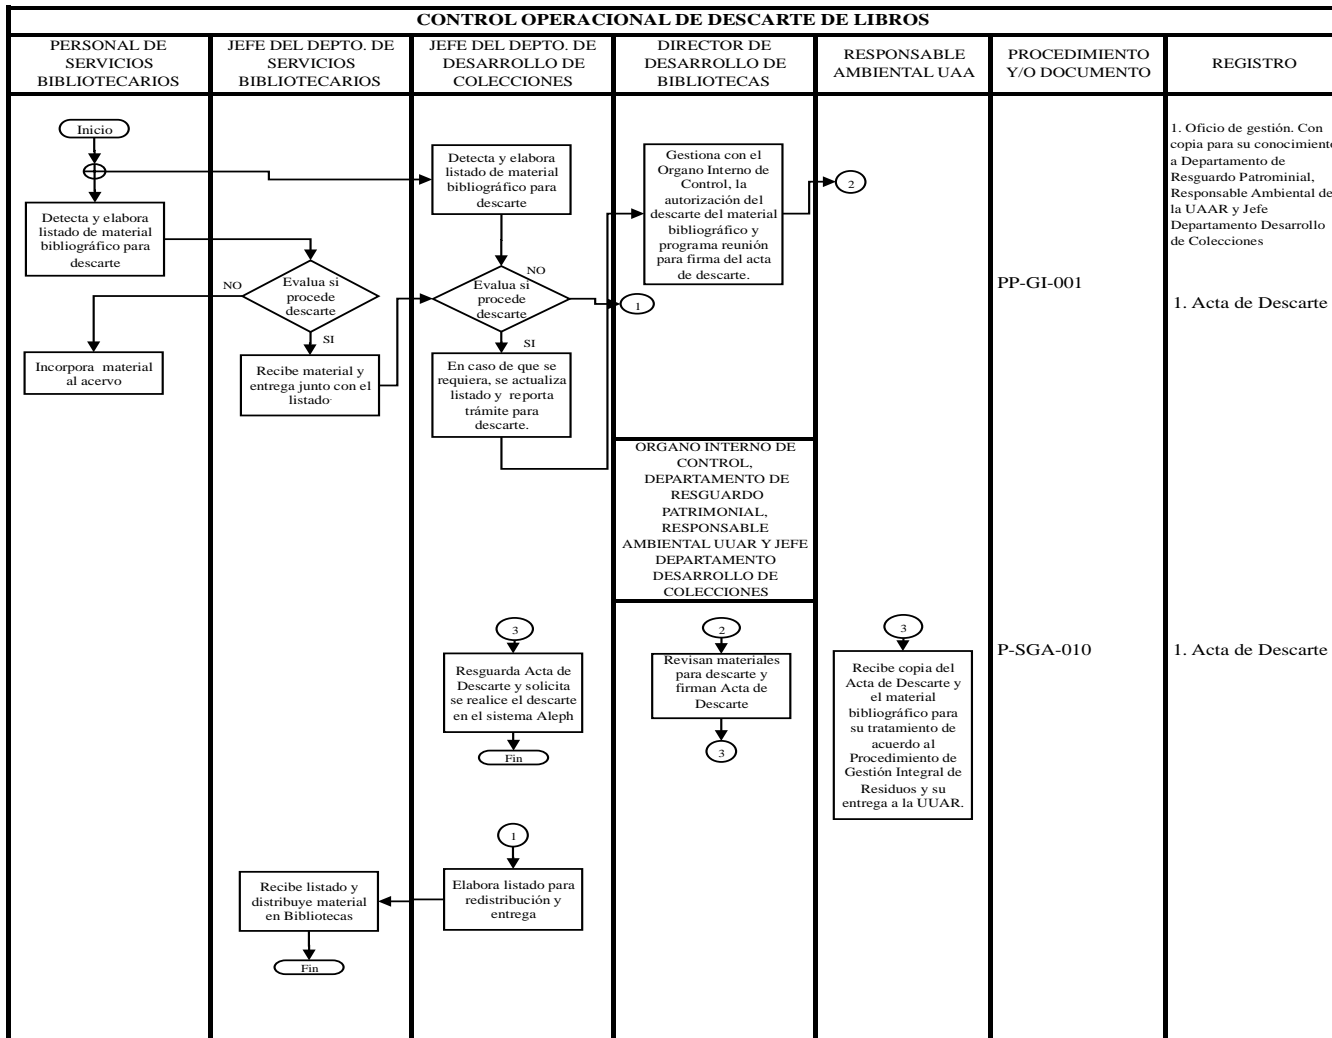 CONTROL OPERACIONAL DE DESCARTE DE LIBROS
PERSONAL DE
SERVICIOS
BIBLIOTECARIOS
JEFE DEL DEPTO. DE
SERVICIOS
BIBLIOTECARIOS
JEFE DEL DEPTO. DE
DESARROLLO DE
COLECCIONES
DIRECTOR DE
DESARROLLO DE
BIBLIOTECAS
RESPONSABLE
AMBIENTAL UAA
PROCEDIMIENTO
Y/O DOCUMENTO
REGISTRO
Inicio
Detecta y elabora
listado de material
bibliográfico para
descarte
NO
Incorpora material
al acervo
Evalua si
procede
descarte
SI
Recibe material y
entrega junto con el
listado.
Detecta y elabora
listado de material
bibliográfico para
descarte
NO
Evalua si
procede
descarte
SI
En caso de que se
requiera, se actualiza
listado y reporta
trámite para
descarte.
Gestiona con el
Organo Interno de
Control, la
autorización del
descarte del material
bibliográfico y
programa reunión
para firma del acta
de descarte.
1
2
PP-GI-001
1. Oficio de gestión. Con
copia para su conocimiento
a Departamento de
Resguardo Patrominial,
Responsable Ambiental de
la UAAR y Jefe
Departamento Desarrollo
de Colecciones
1. Acta de Descarte
ORGANO INTERNO DE
CONTROL,
DEPARTAMENTO DE
RESGUARDO
PATRIMONIAL,
RESPONSABLE
AMBIENTAL UUAR Y JEFE
DEPARTAMENTO
DESARROLLO DE
COLECCIONES
3
Resguarda Acta de
Descarte y solicita
se realice el descarte
en el sistema Aleph
Fin
2
Revisan materiales
para descarte y
firman Acta de
Descarte
3
3
Recibe copia del
Acta de Descarte y
el material
bibliográfico para
su tratamiento de
acuerdo al
Procedimiento de
Gestión Integral de
Residuos y su
entrega a la UUAR.
P-SGA-010
1. Acta de Descarte
1
Elabora listado para
redistribución y
entrega
Recibe listado y
distribuye material
en Bibliotecas
Fin